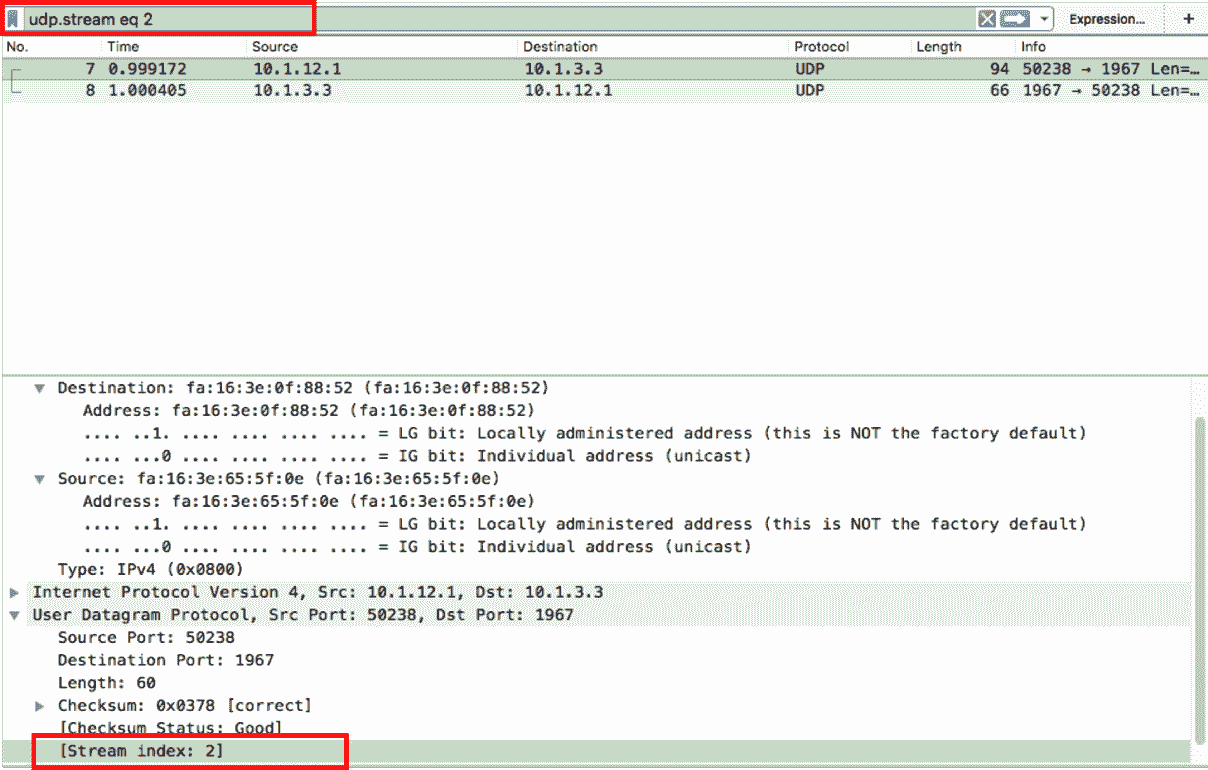 udp.stream eq 2 Expression... +
No. Time Source Destination Protocol Length Info
7 0.999172 10.1.12.1 10.1.3.3 UDP 94 50238 → 1967 Len=…
8 1.000405 10.1.3.3 10.1.12.1 UDP 66 1967 → 50238 Len=…
Destination: fa:16:3e:0f:88:52 (fa:16:3e:0f:88:52)
Address: fa:16:3e:0f:88:52 (fa:16:3e:0f:88:52)
.... ..1. .... .... .... .... = LG bit: Locally administered address (this is NOT the factory default)
.... ...0 .... .... .... .... = IG bit: Individual address (unicast)
Source: fa:16:3e:65:5f:0e (fa:16:3e:65:5f:0e)
Address: fa:16:3e:65:5f:0e (fa:16:3e:65:5f:0e)
.... ..1. .... .... .... .... = LG bit: Locally administered address (this is NOT the factory default)
.... ...0 .... .... .... .... = IG bit: Individual address (unicast)
Type: IPv4 (0x0800)
Internet Protocol Version 4, Src: 10.1.12.1, Dst: 10.1.3.3
User Datagram Protocol, Src Port: 50238, Dst Port: 1967
Source Port: 50238
Destination Port: 1967
Length: 60
Checksum: 0x0378 [correct]
[Checksum Status: Good]
[Stream index: 2]